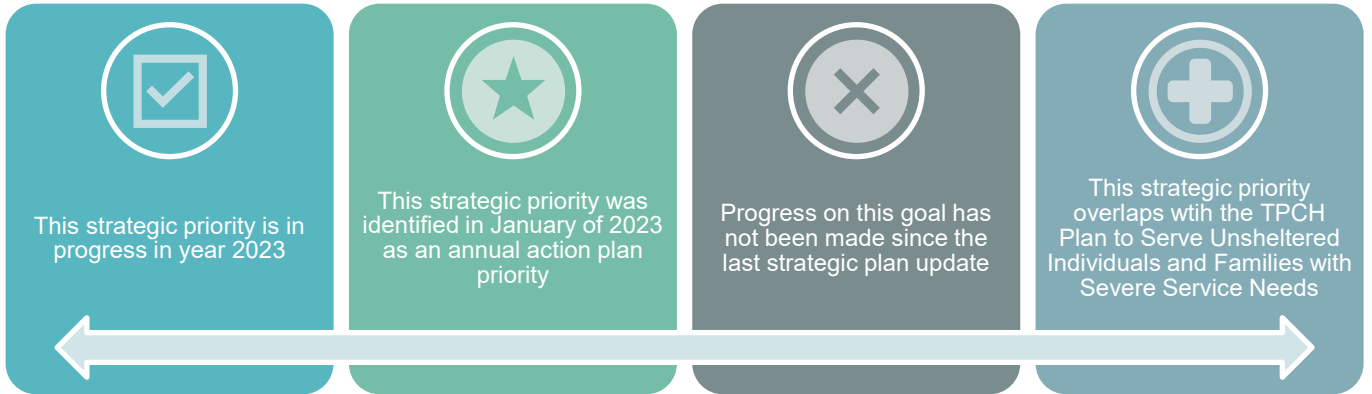 This strategic priority is in
progress in year 2023
This strategic priority was
identified in January of 2023
as an annual action plan
priority
Progress on this goal has
not been made since the
last strategic plan update
This strategic priority
overlaps wtih the TPCH
Plan to Serve Unsheltered
Individuals and Families with
Severe Service Needs